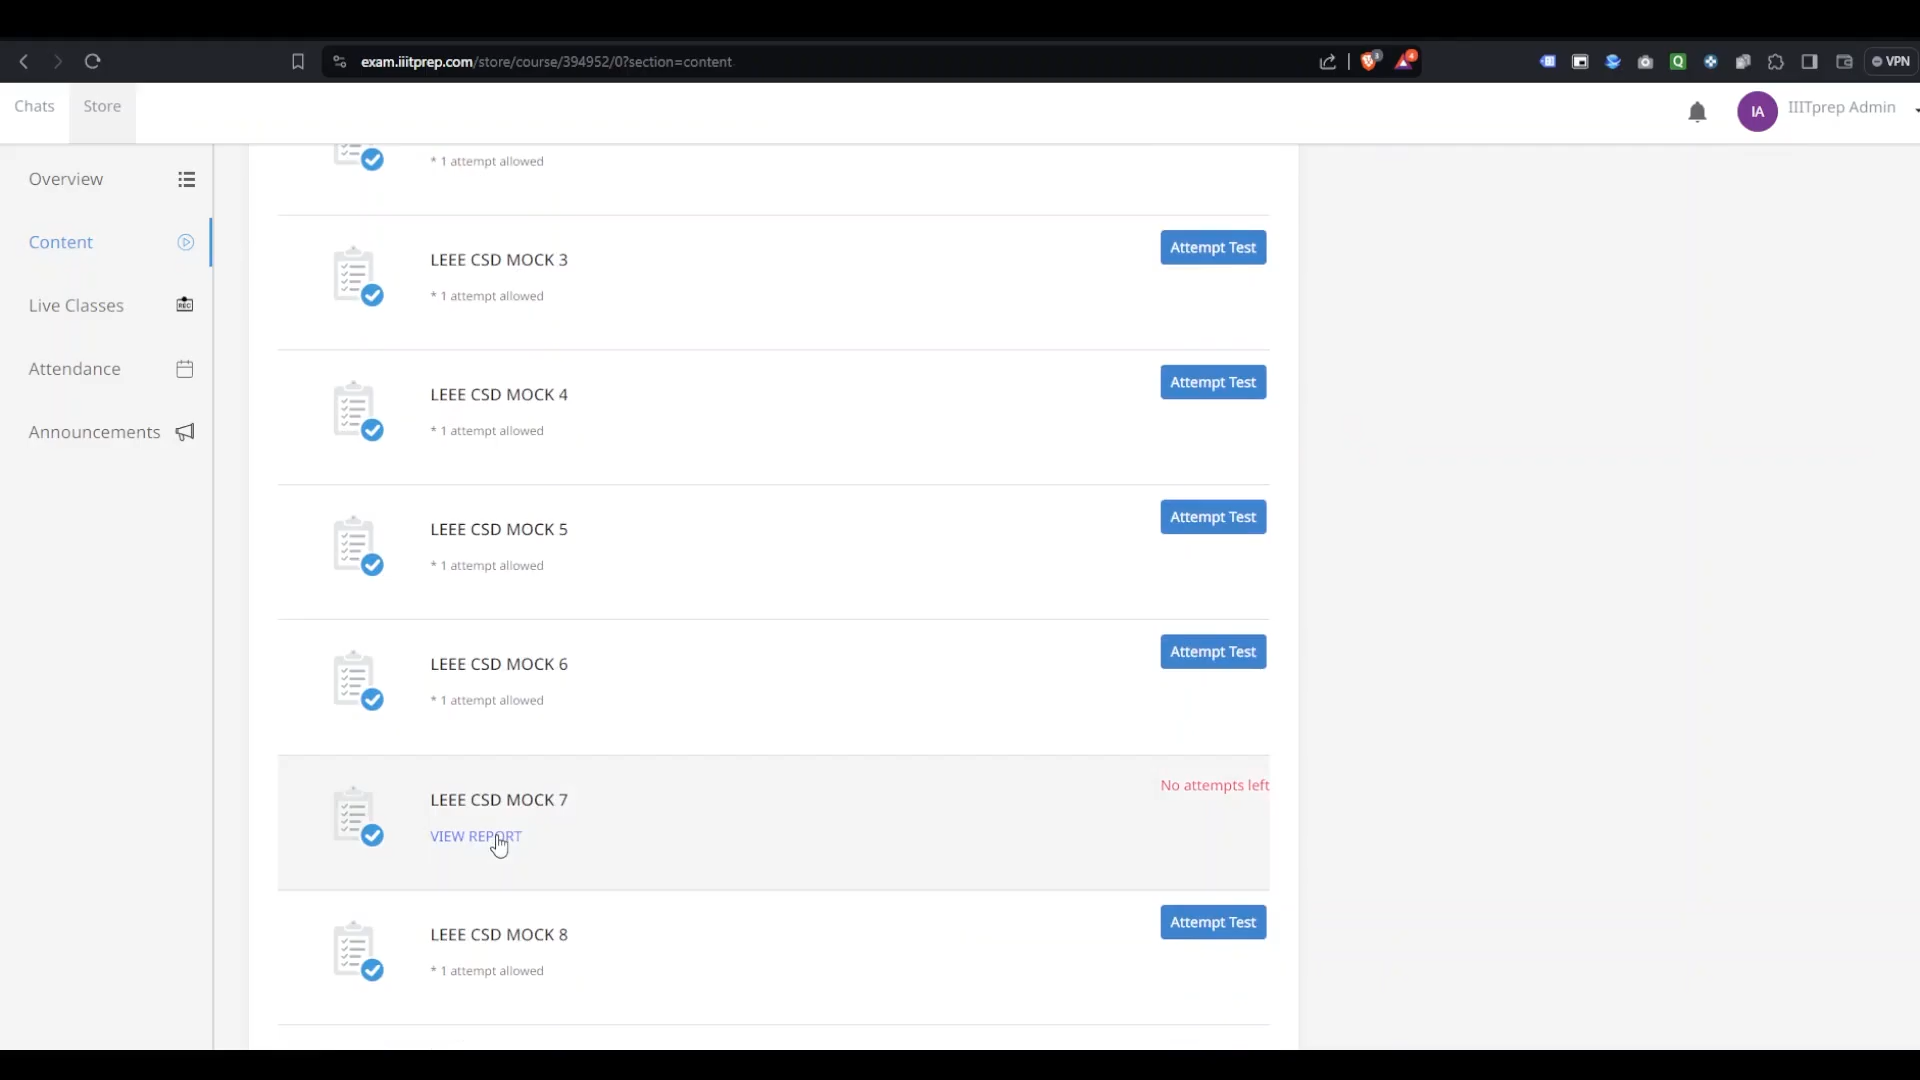 exam.iiitprep.com/store/course/394952/0?section=content
VPN
Chats
Store
IA
IIITprep Admin
Overview
Content
Live Classes
REC
Attendance
Announcements
* 1 attempt allowed
LEEE CSD MOCK 3
Attempt Test
* 1 attempt allowed
LEEE CSD MOCK 4
Attempt Test
* 1 attempt allowed
LEEE CSD MOCK 5
Attempt Test
* 1 attempt allowed
LEEE CSD MOCK 6
Attempt Test
* 1 attempt allowed
LEEE CSD MOCK 7
No attempts left
VIEW REPORT
LEEE CSD MOCK 8
Attempt Test
* 1 attempt allowed